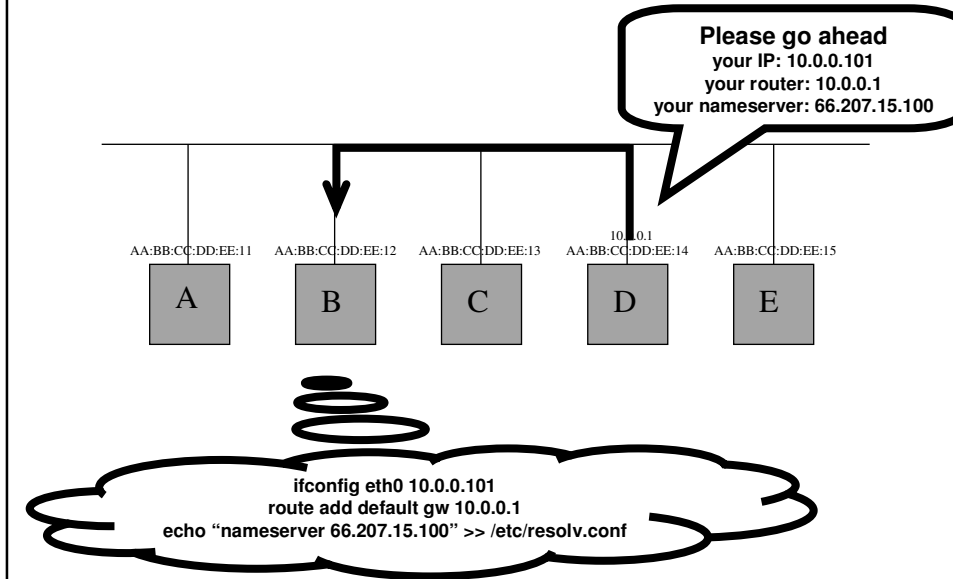 Please go ahead
your IP: 10.0.0.101
your router: 10.0.0.1
your nameserver: 66.207.15.100
10.0.0.1
AA:BB:CC:DD:EE:11 AA:BB:CC:DD:EE:12 AA:BB:CC:DD:EE:13 AA:BB:CC:DD:EE:14 AA:BB:CC:DD:EE:15
A B C D E
ifconfig eth0 10.0.0.101
route add default gw 10.0.0.1
echo “nameserver 66.207.15.100” >> /etc/resolv.conf